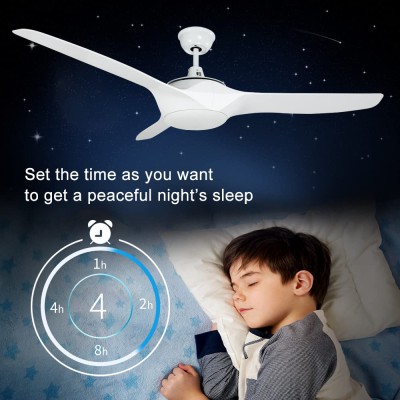 Set the time as you want
to get a peaceful night's sleep
1h
4h 4 2h
8h